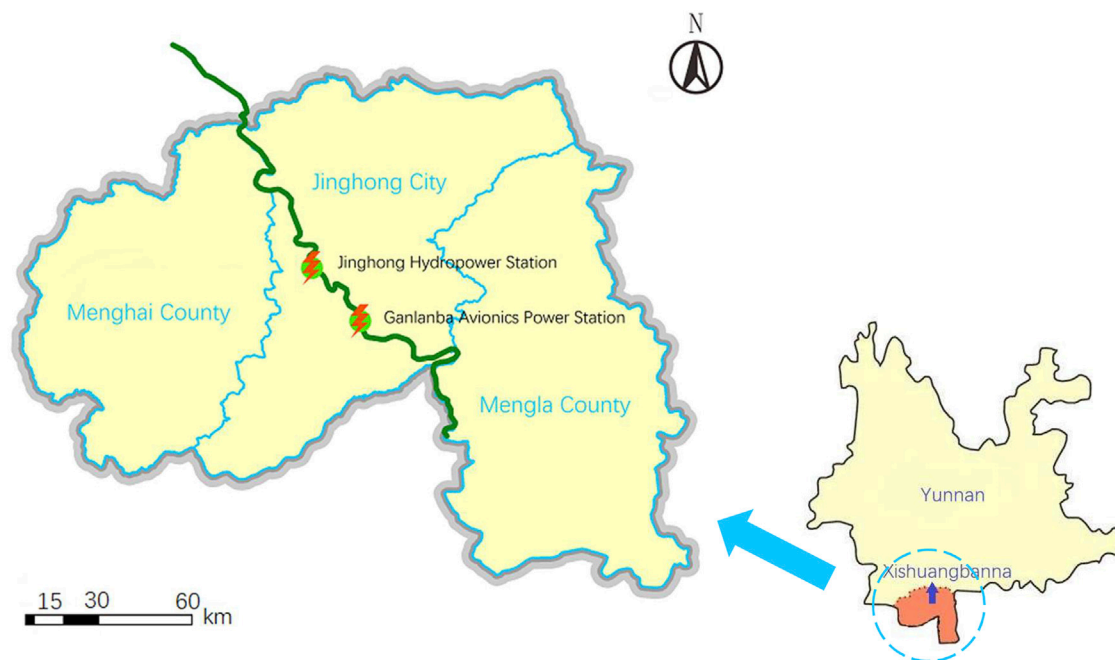 N
Jinghong City
Jinghong Hydropower Station
Menghai County
Ganlanba Avionics Power Station
Mengla County
Yunnan
Xishuangbanna
15 30 60
km